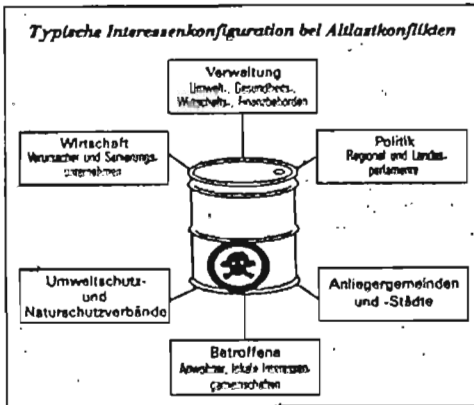 Typische Interessenkonfiguration bei Altlastkonflikten
Verwaltung
Umwelt-, Gesundheits-,
Wirtschafts-, Finanzbehörden
Wirtschaft
Verursacher und Sanierungs-
unternehmen
Politik
Regional und Landes-
parlamente
Umweltschutz-
und
Naturschutzverbände
Anliegergemeinden
und -Städte
Betroffene
Anwohner, lokale Interessen-
gemeinschaften